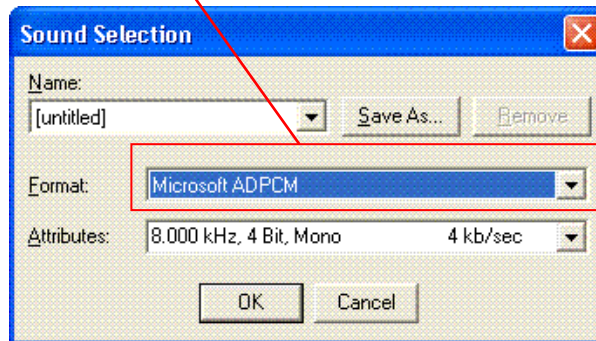 Sound Selection
Name:
[untitled] Save As... Remove
Format: Microsoft ADPCM
Attributes: 8.000 kHz, 4 Bit, Mono 4 kb/sec
OK Cancel